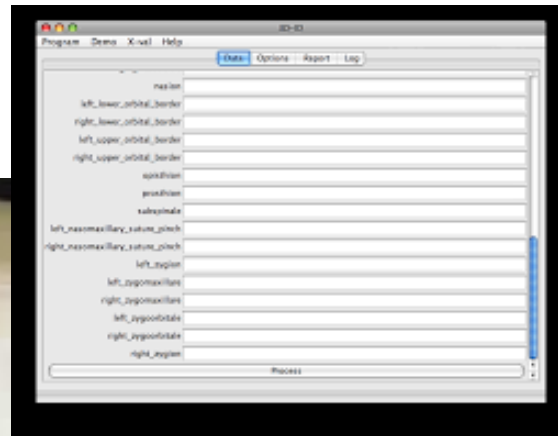 3D-ID
Program Demo X-val Help
Data Options Report Log
nasion
left_lower_orbital_border
right_lower_orbital_border
left_upper_orbital_border
right_upper_orbital_border
opisthion
prosthion
subspinale
left_nasomaxillary_suture_pinch
right_nasomaxillary_suture_pinch
left_zygion
left_zygomaxillare
right_zygomaxillare
left_zygoorbitale
right_zygoorbitale
right_zygion
Process